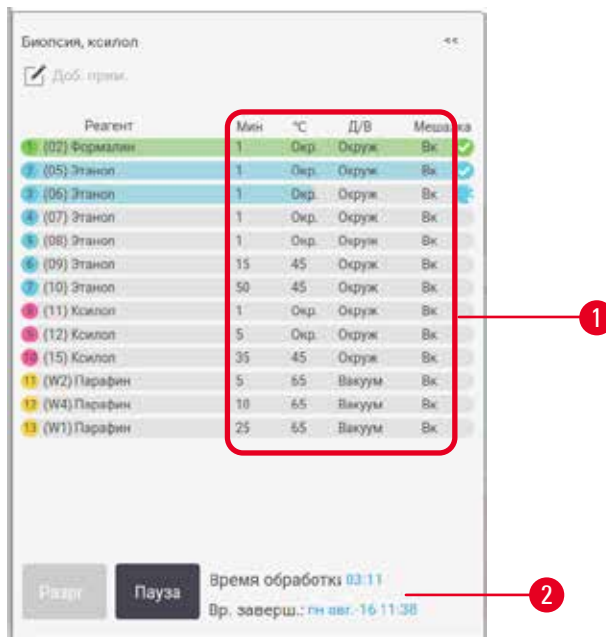 Биопсия, ксилол <<
Доб. прим.
Реагент Мин °C Д/В Мешалка
1 (02) Формалин 1 Окр. Окруж Вк
2 (05) Этанол 1 Окр. Окруж Вк
3 (06) Этанол 1 Окр. Окруж Вк
4 (07) Этанол 1 Окр. Окруж Вк
5 (08) Этанол 1 Окр. Окруж Вк
6 (09) Этанол 15 45 Окруж Вк
7 (10) Этанол 50 45 Окруж Вк
8 (11) Ксилол 1 Окр. Окруж Вк
9 (12) Ксилол 5 Окр. Окруж Вк
10 (15) Ксилол 35 45 Окруж Вк
11 (W2) Парафин 5 65 Вакуум Вк
12 (W4) Парафин 10 65 Вакуум Вк
13 (W1) Парафин 25 65 Вакуум Вк
1
Разрг
Пауза
Время обработки 03:11
Вр. заверш.: пн авг.-16 11:38
2